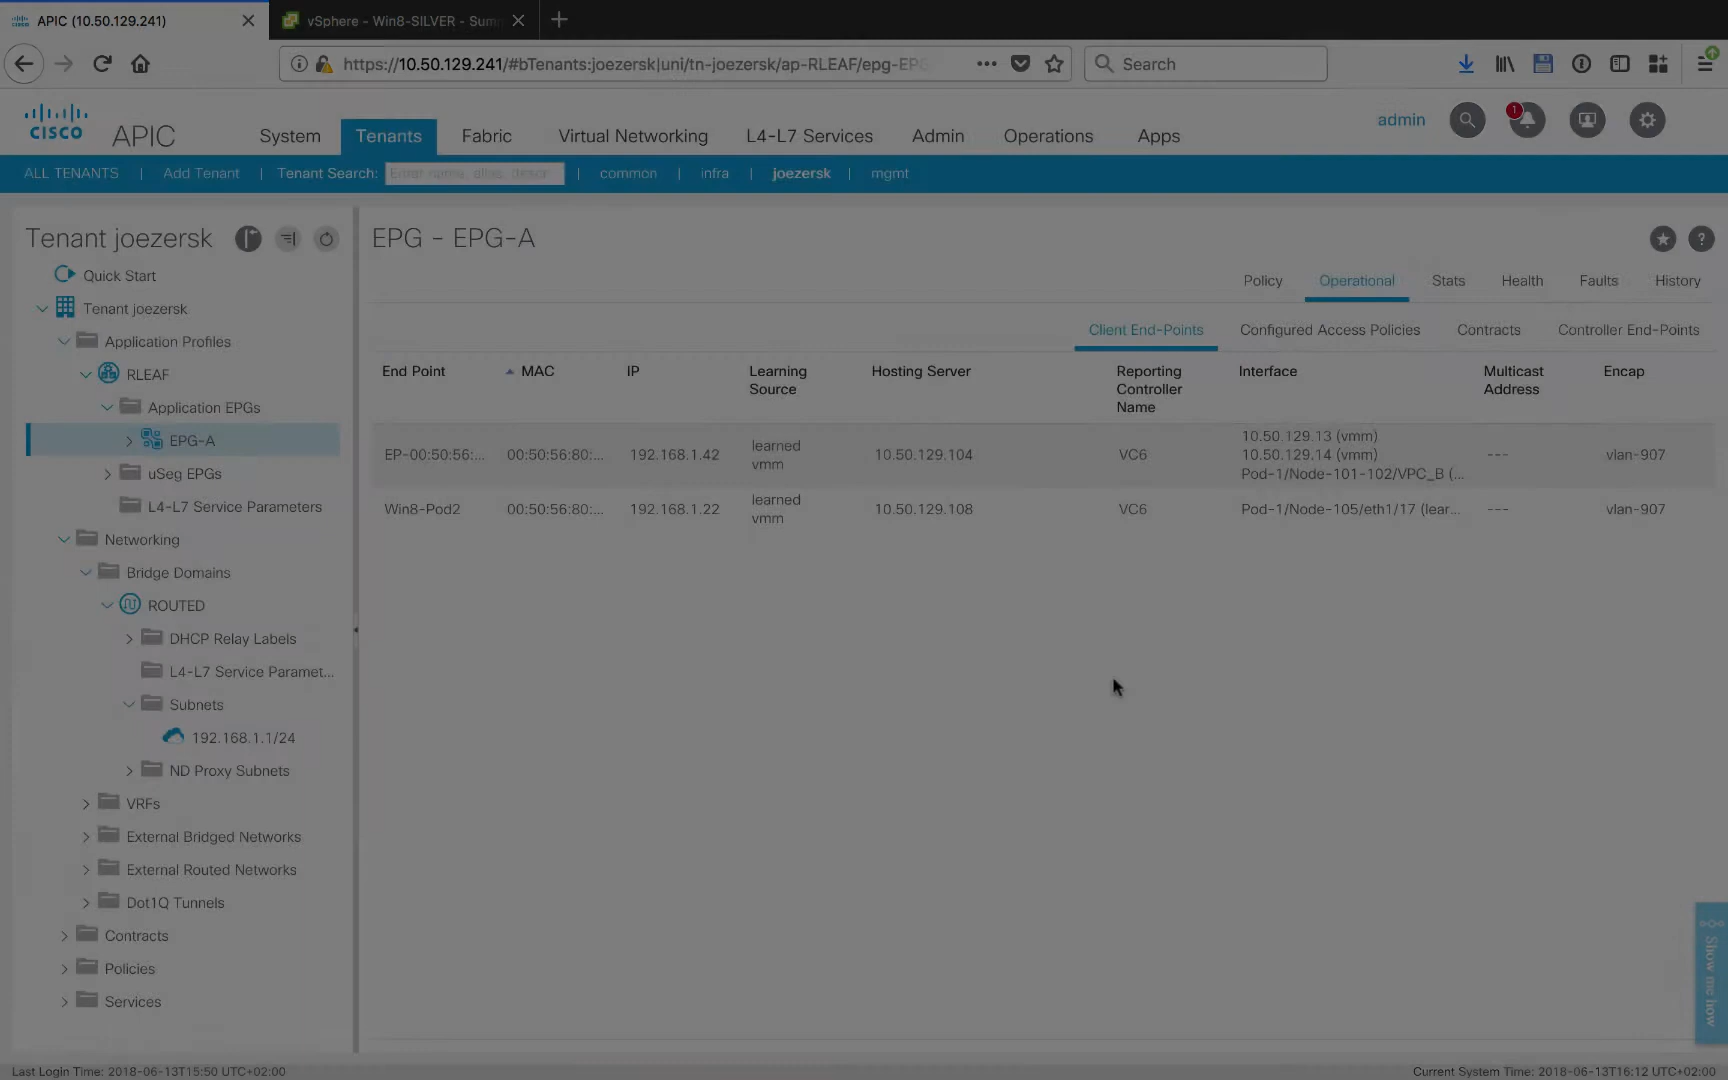 APIC (10.50.129.241)
vSphere - Win8-SILVER - Sum
https://10.50.129.241/#bTenants:joezersk|uni/tn-joezersk/ap-RLEAF/epg-EPG
Search
CISCO APIC
System Tenants Fabric Virtual Networking L4-L7 Services Admin Operations Apps
admin
1
ALL TENANTS | Add Tenant | Tenant Search: Enter name, alias, descr | common | infra | joezersk | mgmt
Tenant joezersk
Quick Start
Tenant joezersk
Application Profiles
RLEAF
Application EPGs
EPG-A
uSeg EPGs
L4-L7 Service Parameters
Networking
Bridge Domains
ROUTED
DHCP Relay Labels
L4-L7 Service Paramet...
Subnets
192.168.1.1/24
ND Proxy Subnets
VRFs
External Bridged Networks
External Routed Networks
Dot1Q Tunnels
Contracts
Policies
Services
EPG - EPG-A
?
Policy Operational Stats Health Faults History
Client End-Points Configured Access Policies Contracts Controller End-Points
End Point MAC IP Learning Source Hosting Server Reporting Controller Name Interface Multicast Address Encap
EP-00:50:56:... 00:50:56:80:... 192.168.1.42 learned vmm 10.50.129.104 VC6 10.50.129.13 (vmm)
10.50.129.14 (vmm)
Pod-1/Node-101-102/VPC_B (... --- vlan-907
Win8-Pod2 00:50:56:80:... 192.168.1.22 learned vmm 10.50.129.108 VC6 Pod-1/Node-105/eth1/17 (lear... --- vlan-907
Show me how
Last Login Time: 2018-06-13T15:50 UTC+02:00
Current System Time: 2018-06-13T16:12 UTC+02:00